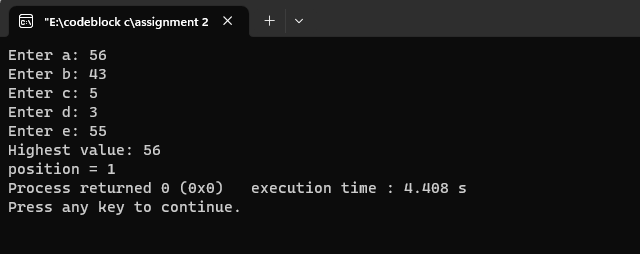 "E:\codeblock c\assignment 2
Enter a: 56
Enter b: 43
Enter c: 5
Enter d: 3
Enter e: 55
Highest value: 56
position = 1
Process returned 0 (0x0)   execution time : 4.408 s
Press any key to continue.